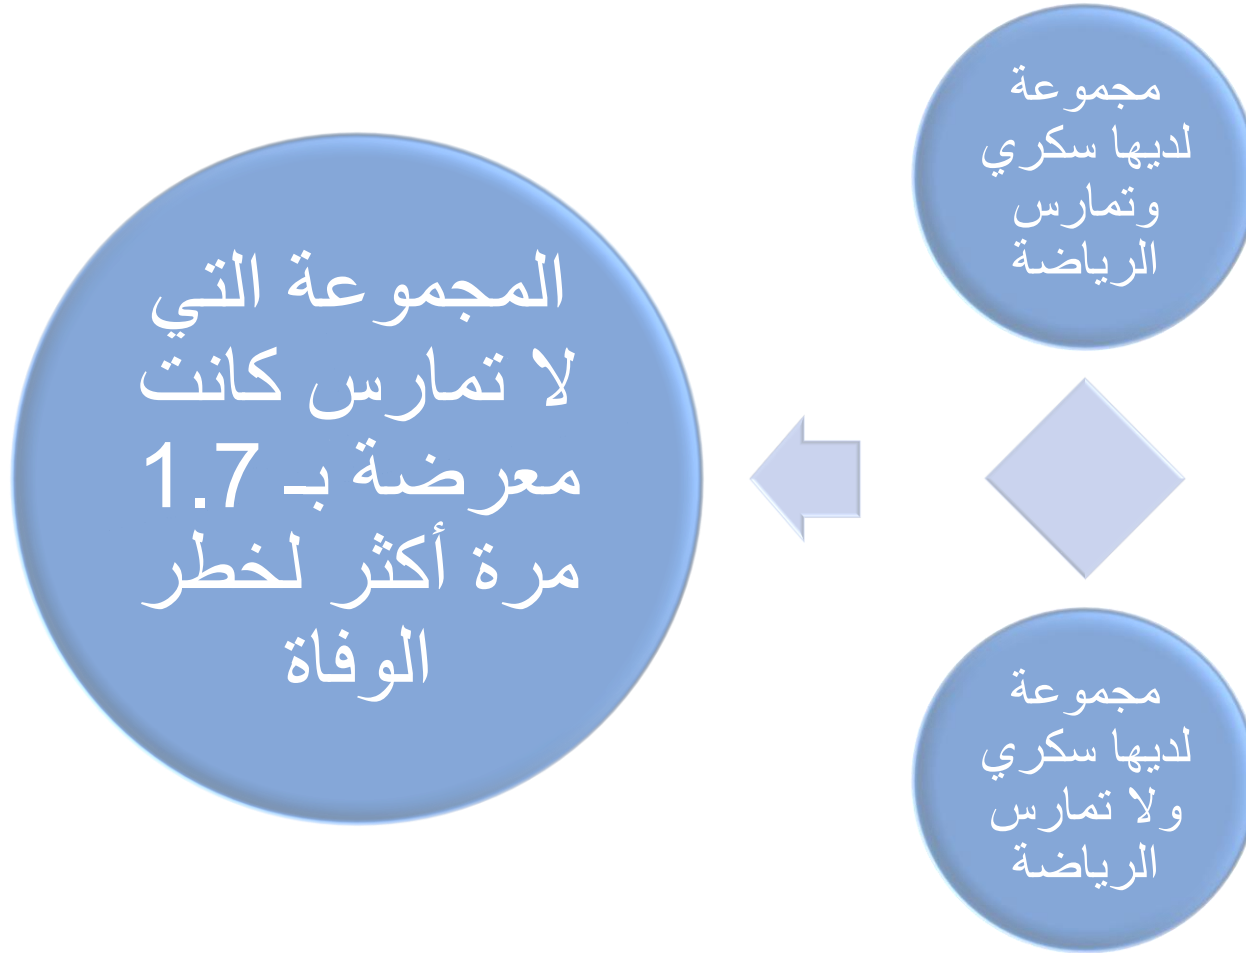 مجموعة
لديها سكري
وتمارس
الرياضة
مجموعة
لديها سكري
ولا تمارس
الرياضة
المجموعة التي
لا تمارس كانت
معرضة بـ 1.7
مرة أكثر لخطر
الوفاة